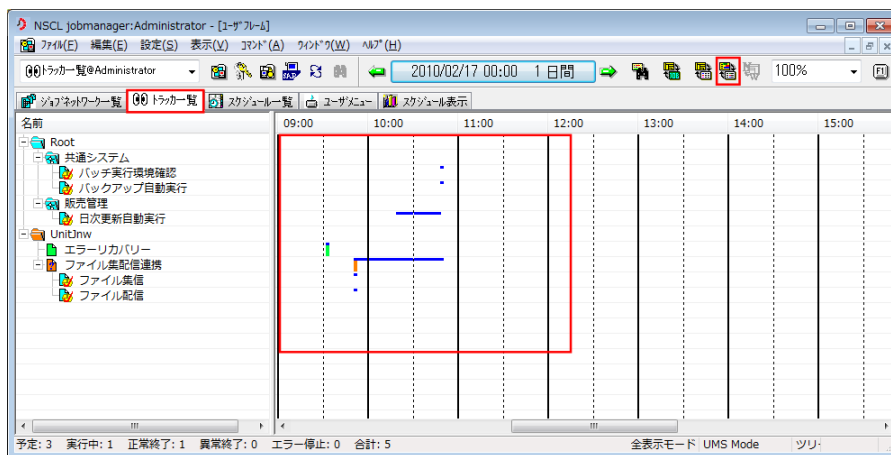 NSCL jobmanager:Administrator - [ﾕｰｻﾞﾌﾚｰﾑ]
ﾌｧｲﾙ(F) 編集(E) 設定(S) 表示(V) ｺﾏﾝﾄﾞ(A) ｳｨﾝﾄﾞｳ(W) ﾍﾙﾌﾟ(H)
ﾄﾗｯｶｰ一覧@Administrator 2010/02/17 00:00 1 日間 100%
ｼﾞｮﾌﾞﾈｯﾄﾜｰｸ一覧 ﾄﾗｯｶｰ一覧 ｽｹｼﾞｭｰﾙ一覧 ﾕｰｻﾞﾒﾆｭｰ ｽｹｼﾞｭｰﾙ表示
名前 09:00 10:00 11:00 12:00 13:00 14:00 15:00
Root
共通システム
バッチ実行環境確認
バックアップ自動実行
販売管理
日次更新自動実行
UnitJnw
エラーリカバリー
ファイル集配信連携
ファイル集信
ファイル配信
予定: 3 実行中: 1 正常終了: 1 異常終了: 0 エラー停止: 0 合計: 5 全表示モード UMS Mode ツリｰ